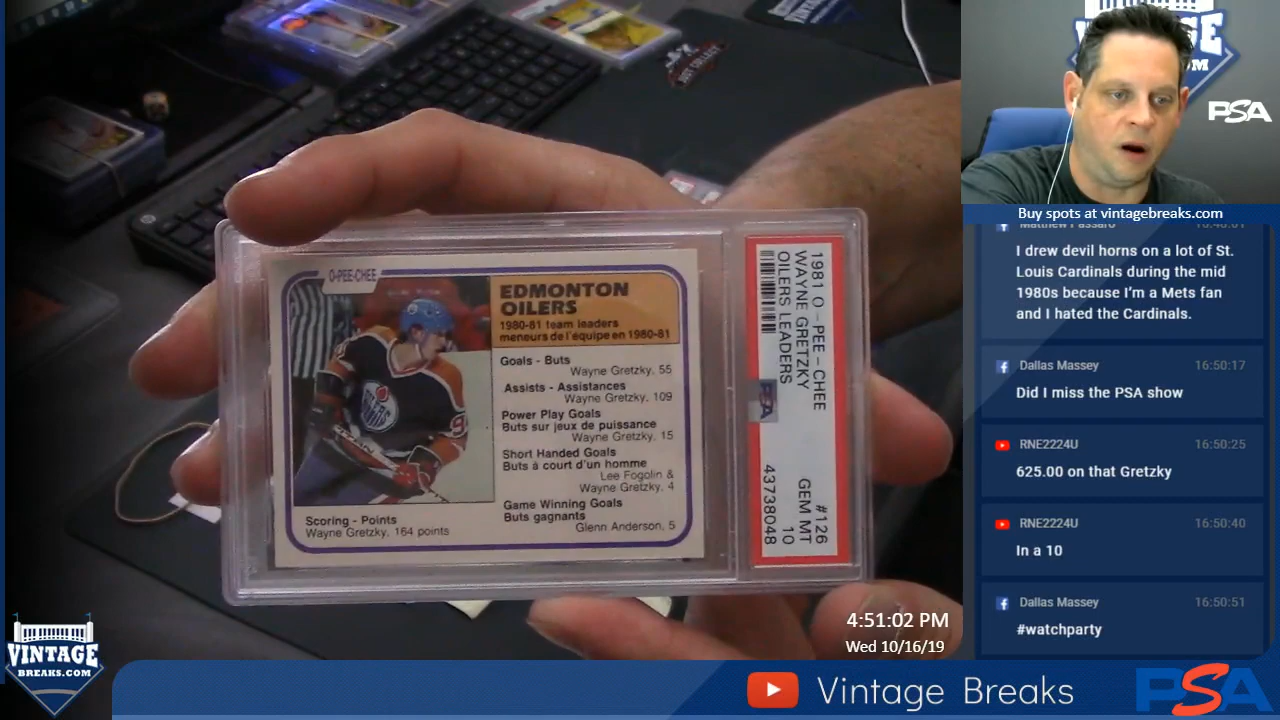 VINTAGE
.COM
PSA
Buy spots at vintagebreaks.com
Matthew Passaro
I drew devil horns on a lot of St.
Louis Cardinals during the mid
1980s because I'm a Mets fan
and I hated the Cardinals.
Dallas Massey 16:50:17
Did I miss the PSA show
RNE2224U 16:50:25
625.00 on that Gretzky
RNE2224U 16:50:40
In a 10
Dallas Massey 16:50:51
#watchparty
O-PEE-CHEE
EDMONTON
OILERS
1980-81 team leaders
meneurs de l'équipe en 1980-81
Goals - Buts
Wayne Gretzky, 55
Assists - Assistances
Wayne Gretzky, 109
Power Play Goals
Buts sur jeux de puissance
Wayne Gretzky, 15
Short Handed Goals
Buts à court d'un homme
Lee Fogolin &
Wayne Gretzky, 4
Game Winning Goals
Buts gagnants
Glenn Anderson, 5
Scoring - Points
Wayne Gretzky, 164 points
OILERS
1981 O - PEE - CHEE #126
WAYNE GRETZKY GEM MT
OILERS LEADERS 10
PSA
43738048
4:51:02 PM
Wed 10/16/19
VINTAGE
BREAKS.COM
Vintage Breaks
PSA